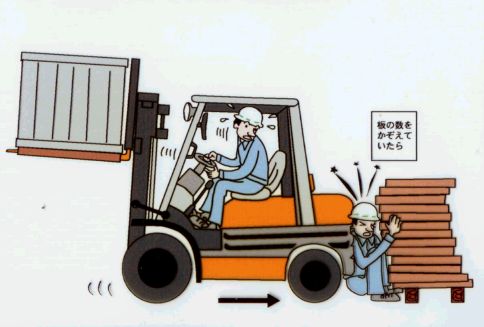 板の数を
かぞえて
いたら